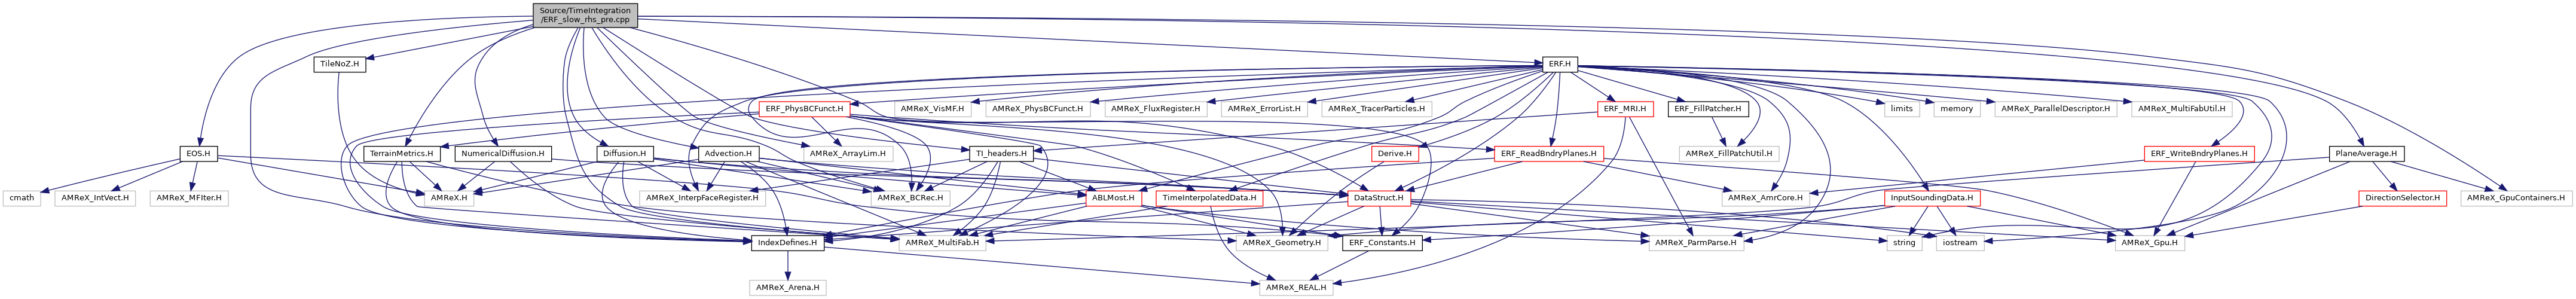 Source/TimeIntegration
/ERF_slow_rhs_pre.cpp
TileNoZ.H
ERF.H
ERF_PhysBCFunct.H
AMReX_VisMF.H
AMReX_PhysBCFunct.H
AMReX_FluxRegister.H
AMReX_ErrorList.H
AMReX_TracerParticles.H
ERF_MRI.H
ERF_FillPatcher.H
limits
memory
AMReX_ParallelDescriptor.H
AMReX_MultiFabUtil.H
EOS.H
TerrainMetrics.H
NumericalDiffusion.H
Diffusion.H
Advection.H
AMReX_ArrayLim.H
TI_headers.H
Derive.H
ERF_ReadBndryPlanes.H
AMReX_FillPatchUtil.H
ERF_WriteBndryPlanes.H
PlaneAverage.H
cmath
AMReX_IntVect.H
AMReX_MFIter.H
AMReX.H
AMReX_InterpFaceRegister.H
AMReX_BCRec.H
ABLMost.H
TimeInterpolatedData.H
DataStruct.H
AMReX_AmrCore.H
InputSoundingData.H
DirectionSelector.H
AMReX_GpuContainers.H
IndexDefines.H
AMReX_MultiFab.H
AMReX_Geometry.H
ERF_Constants.H
AMReX_ParmParse.H
string
iostream
AMReX_Gpu.H
AMReX_Arena.H
AMReX_REAL.H